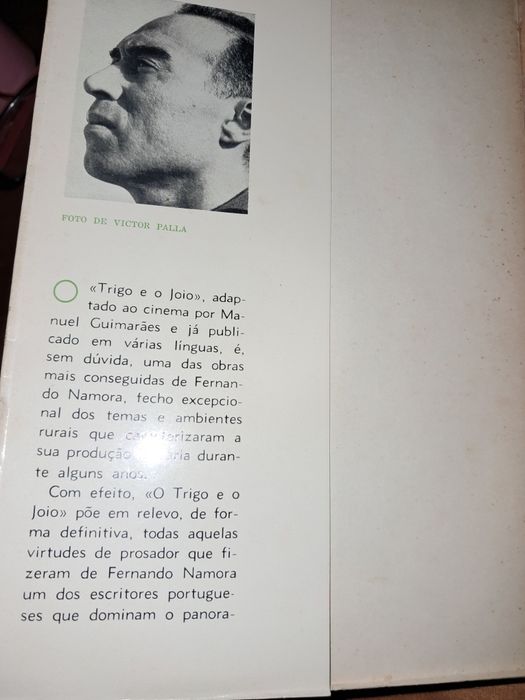 FOTO DE VICTOR PALLA
O «Trigo e o Joio», adap-
tado ao cinema por Ma-
nuel Guimarães e já publi-
cado em várias línguas, é,
sem dúvida, uma das obras
mais conseguidas de Fernan-
do Namora, fecho excepcio-
nal dos temas e ambientes
rurais que caracterizaram a
sua produção literária duran-
te alguns anos.
Com efeito, «O Trigo e o
Joio» põe em relevo, de for-
ma definitiva, todas aquelas
virtudes de prosador que fi-
zeram de Fernando Namora
um dos escritores portugue-
ses que dominam o panora-